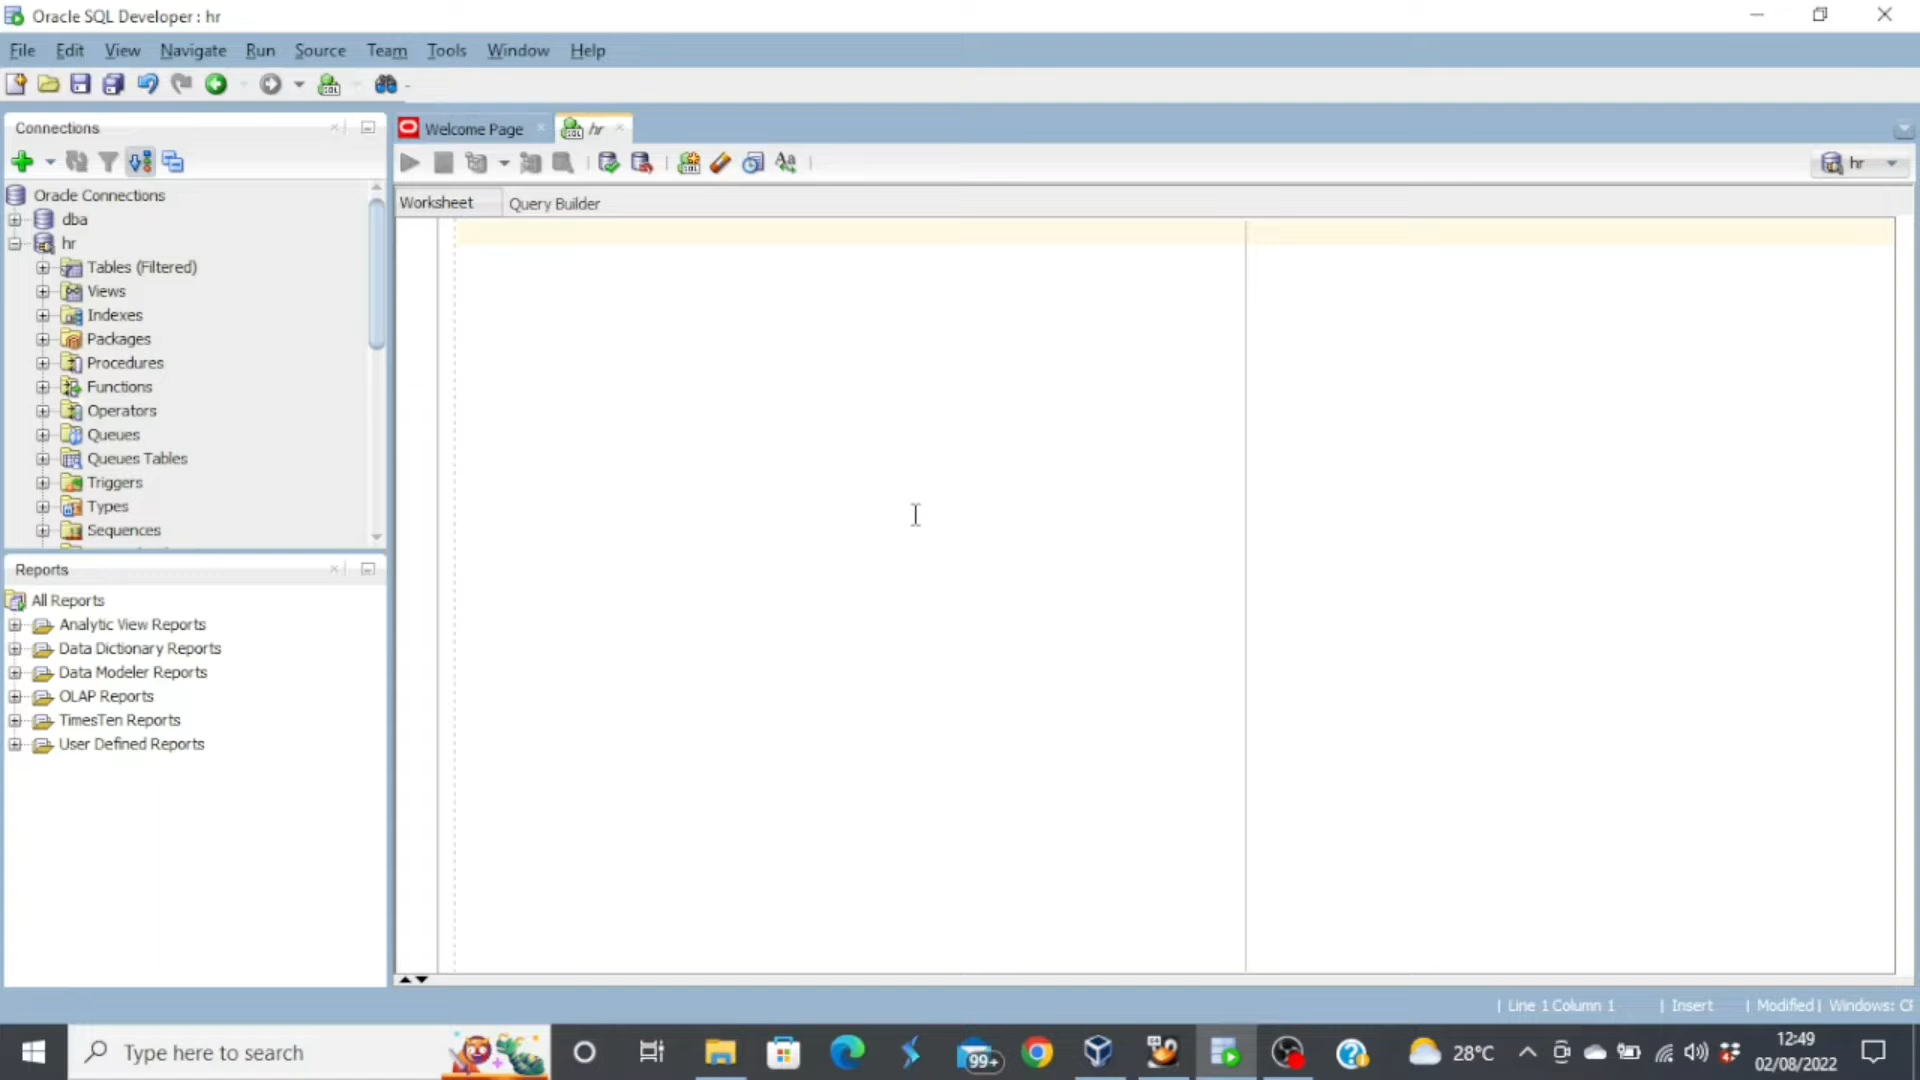 Oracle SQL Developer : hr
File Edit View Navigate Run Source Team Tools Window Help
Connections
Welcome Page
hr
hr
Worksheet
Query Builder
Oracle Connections
dba
hr
Tables (Filtered)
Views
Indexes
Packages
Procedures
Functions
Operators
Queues
Queues Tables
Triggers
Types
Sequences
Reports
All Reports
Analytic View Reports
Data Dictionary Reports
Data Modeler Reports
OLAP Reports
TimesTen Reports
User Defined Reports
| Line 1 Column 1 | Insert | Modified | Windows: CF
Type here to search
99+
28°C
12:49
02/08/2022